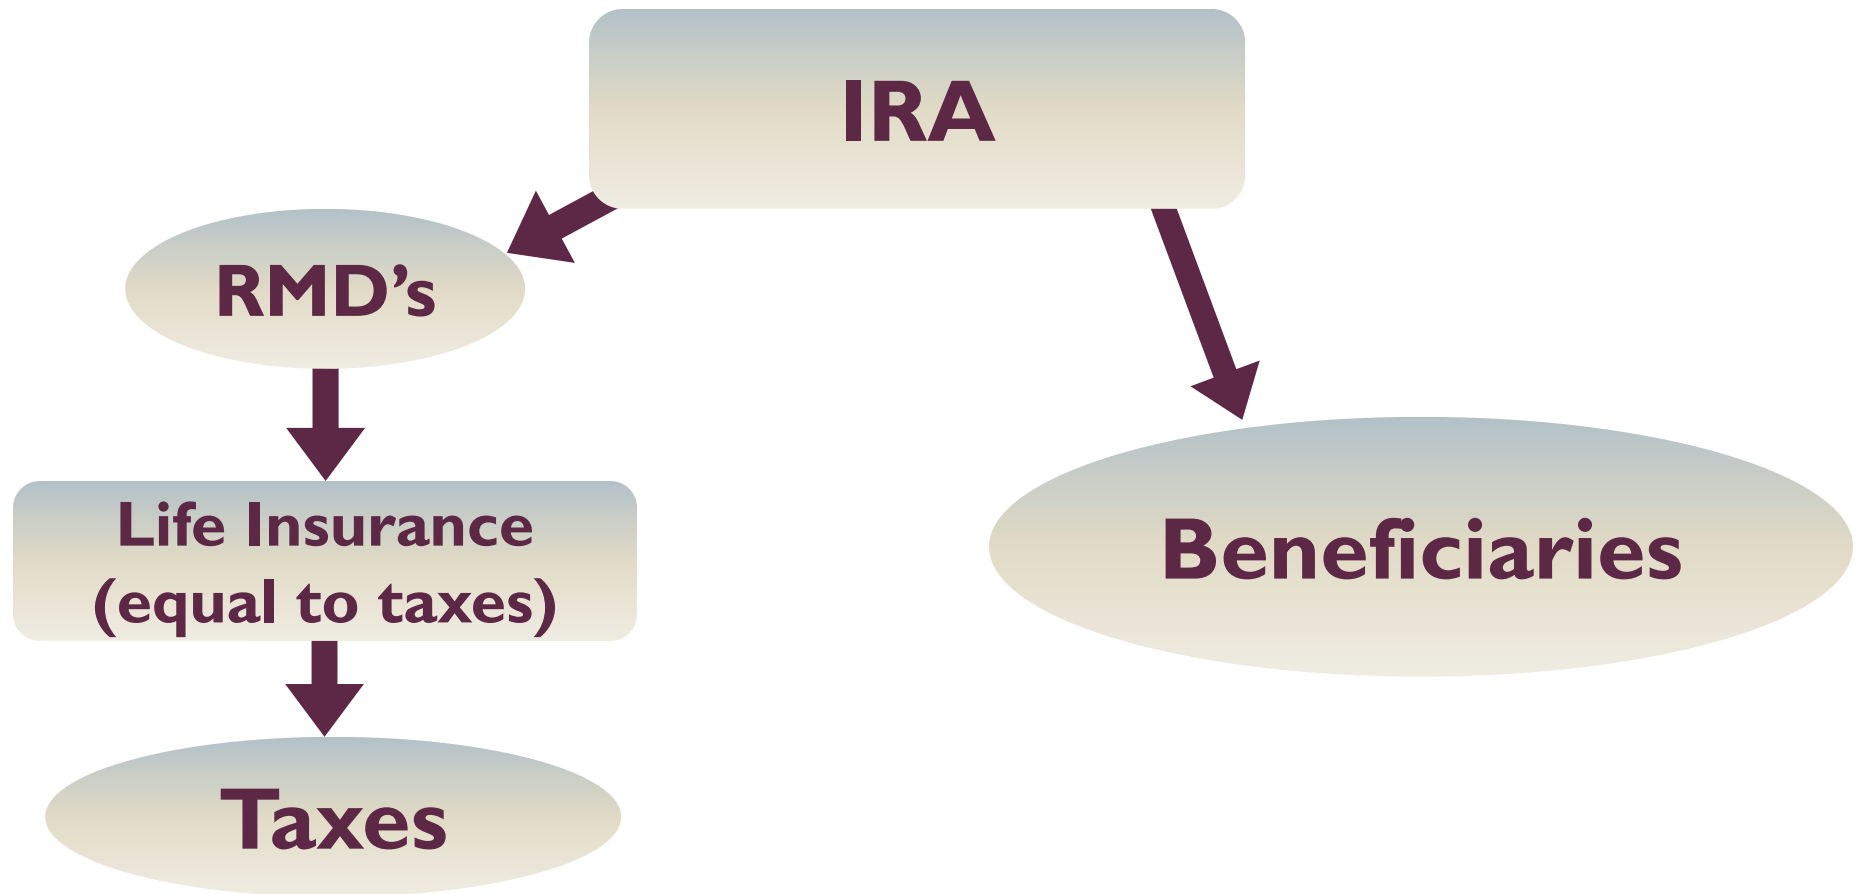 IRA
RMD’s
Life Insurance
(equal to taxes)
Taxes
Beneficiaries